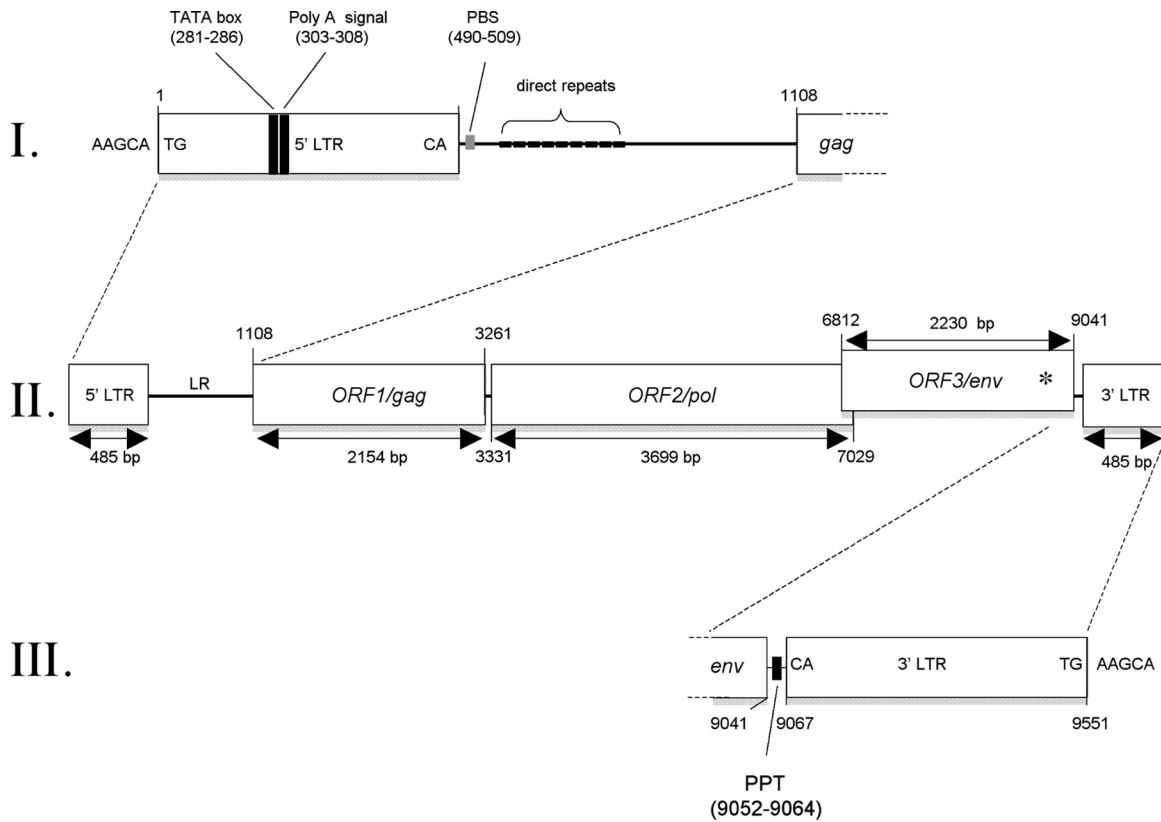 TATA box
(281-286)
Poly A signal
(303-308)
PBS
(490-509)
direct repeats
1
1108
I.
AAGCA
TG
5' LTR
CA
gag
1108
3261
6812
2230 bp
9041
II.
5' LTR
LR
ORF1/gag
ORF2/pol
ORF3/env
*
3' LTR
485 bp
2154 bp
3331
3699 bp
7029
485 bp
III.
env
CA
3' LTR
TG
AAGCA
9041
9067
9551
PPT
(9052-9064)